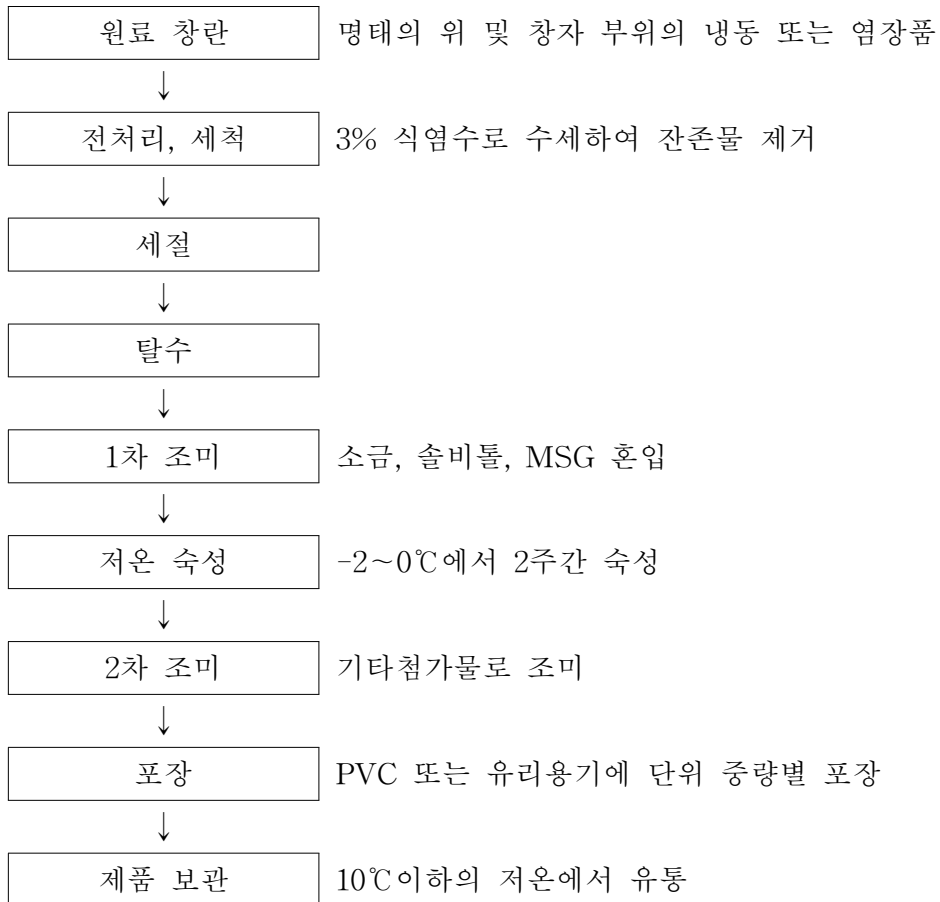 원료 창란 명태의 위 및 창자 부위의 냉동 또는 염장품
↓
전처리, 세척 3% 식염수로 수세하여 잔존물 제거
↓
세절
↓
탈수
↓
1차 조미 소금, 솔비톨, MSG 혼입
↓
저온 숙성 -2~0℃에서 2주간 숙성
↓
2차 조미 기타첨가물로 조미
↓
포장 PVC 또는 유리용기에 단위 중량별 포장
↓
제품 보관 10℃이하의 저온에서 유통